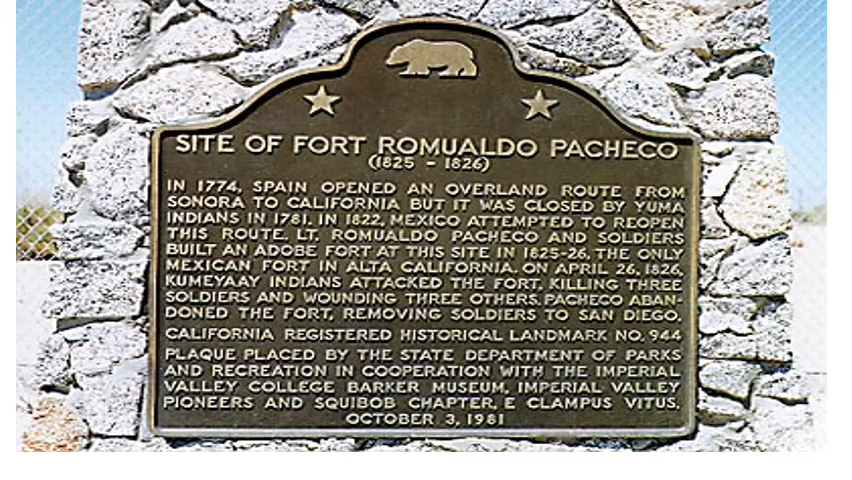 SITE OF FORT ROMUALDO PACHECO
(1825 - 1826)
IN 1774, SPAIN OPENED AN OVERLAND ROUTE FROM
SONORA TO CALIFORNIA BUT IT WAS CLOSED BY YUMA
INDIANS IN 1781. IN 1822, MEXICO ATTEMPTED TO REOPEN
THIS ROUTE. LT. ROMUALDO PACHECO AND SOLDIERS
BUILT AN ADOBE FORT AT THIS SITE IN 1825-26, THE ONLY
MEXICAN FORT IN ALTA CALIFORNIA. ON APRIL 26, 1826,
KUMEYAAY INDIANS ATTACKED THE FORT, KILLING THREE
SOLDIERS AND WOUNDING THREE OTHERS. PACHECO ABAN-
DONED THE FORT, REMOVING SOLDIERS TO SAN DIEGO.
CALIFORNIA REGISTERED HISTORICAL LANDMARK NO. 944
PLAQUE PLACED BY THE STATE DEPARTMENT OF PARKS
AND RECREATION IN COOPERATION WITH THE IMPERIAL
VALLEY COLLEGE BARKER MUSEUM, IMPERIAL VALLEY
PIONEERS AND SQUIBOB CHAPTER, E CLAMPUS VITUS.
OCTOBER 3, 1981